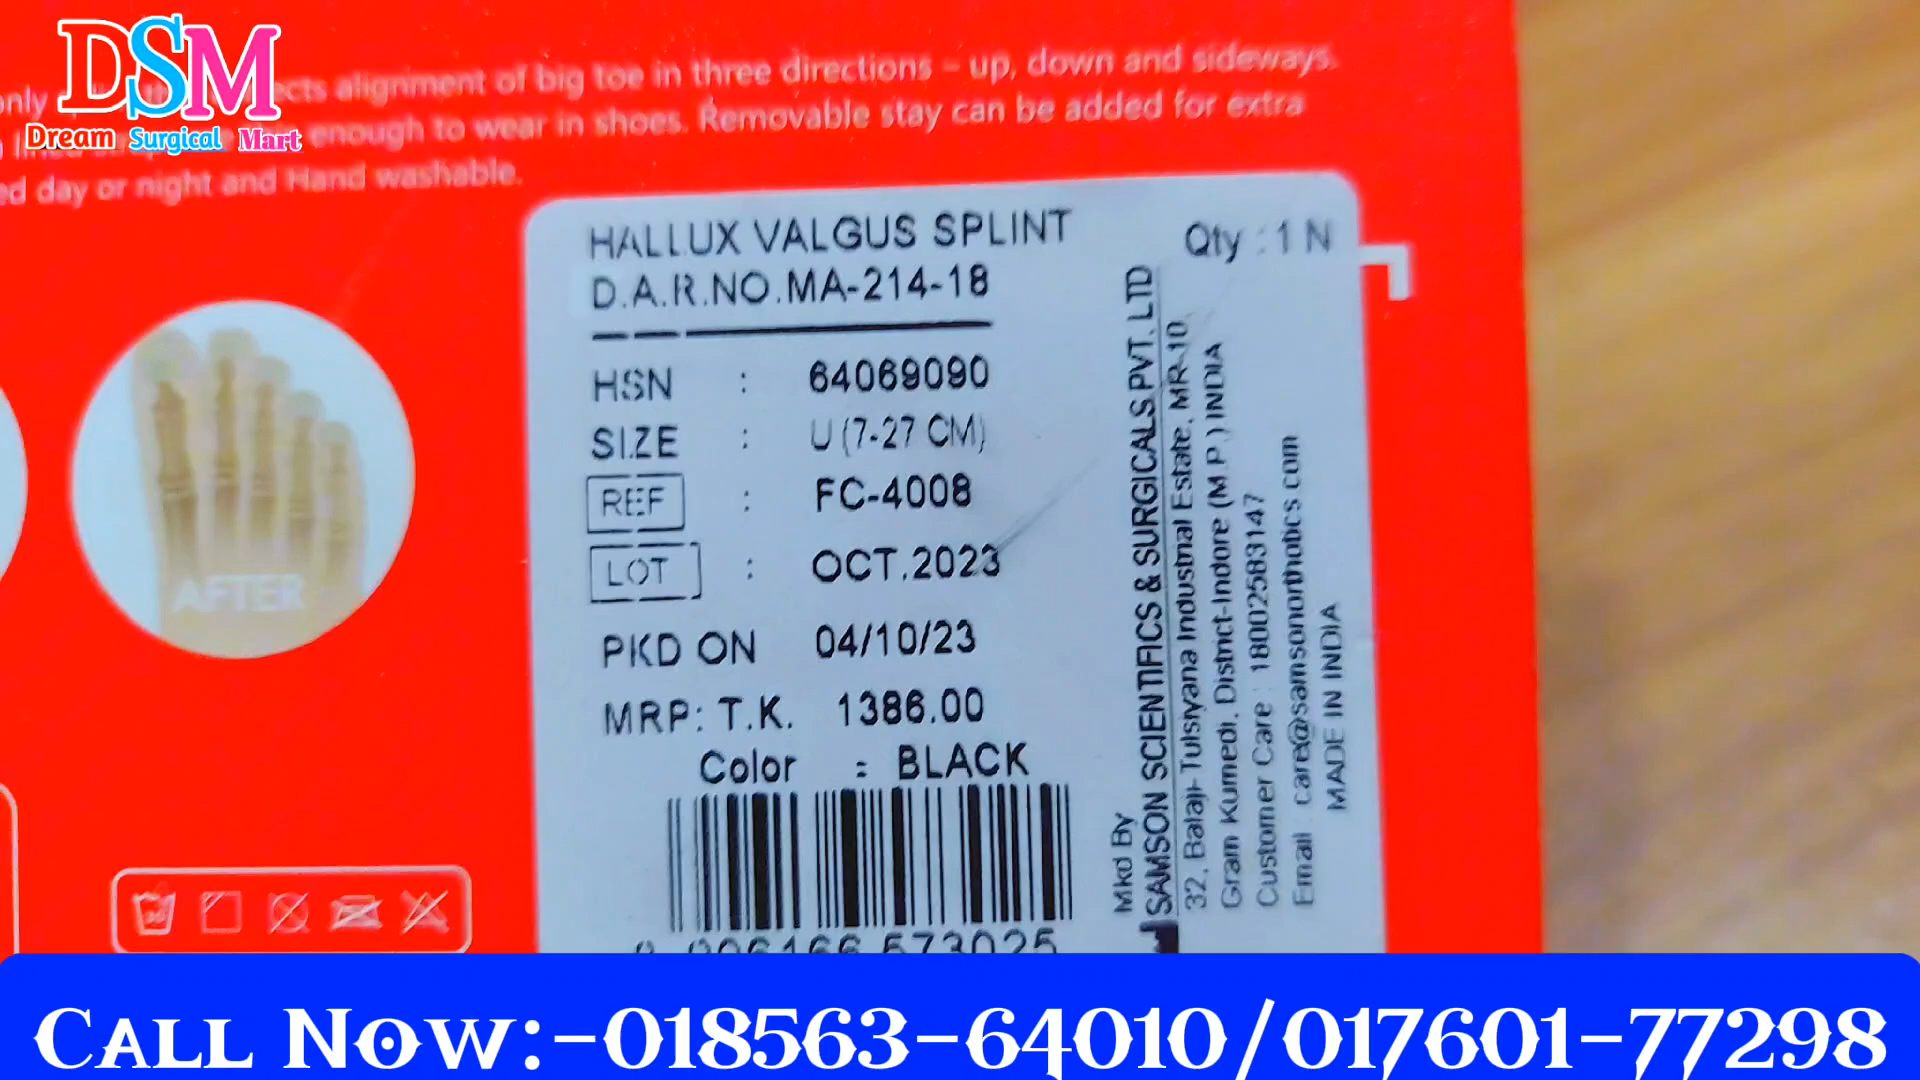 DSM
Dream Surgical Mart
only
ects alignment of big toe in three directions – up, down and sideways.
enough to wear in shoes. Removable stay can be added for extra
ed day or night and Hand washable.
HALLUX VALGUS SPLINT
Qty : 1 N
D.A.R.NO.MA-214-18
HSN : 64069090
SIZE : U (7-27 CM)
REF : FC-4008
LOT : OCT.2023
PKD ON 04/10/23
MRP: T.K. 1386.00
Color : BLACK
Mkd By
SAMSON SCIENTIFICS & SURGICALS PVT. LTD
32, Balaji-Tulsiyana Industrial Estate, MR-10,
Gram Kumedi, District-Indore (M P.) INDIA
Customer Care : 18002583147
Email : care@samsonorthotics com
MADE IN INDIA
AFTER
Call Now:-018563-64010/017601-77298